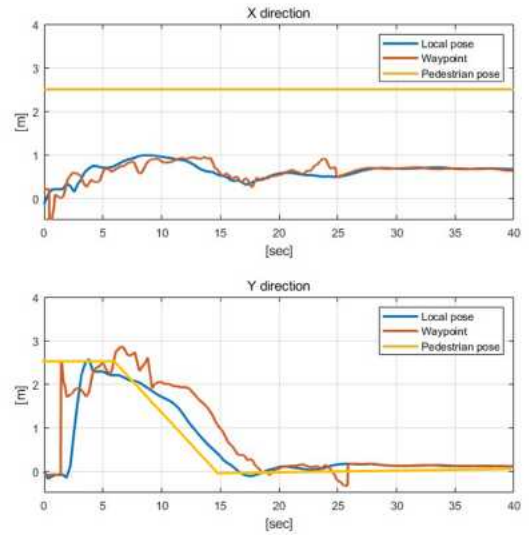 X direction
4
3
2
1
0
[m]
Local pose
Waypoint
Pedestrian pose
0 5 10 15 20 25 30 35 40
[sec]
Y direction
4
3
2
1
0
[m]
Local pose
Waypoint
Pedestrian pose
0 5 10 15 20 25 30 35 40
[sec]